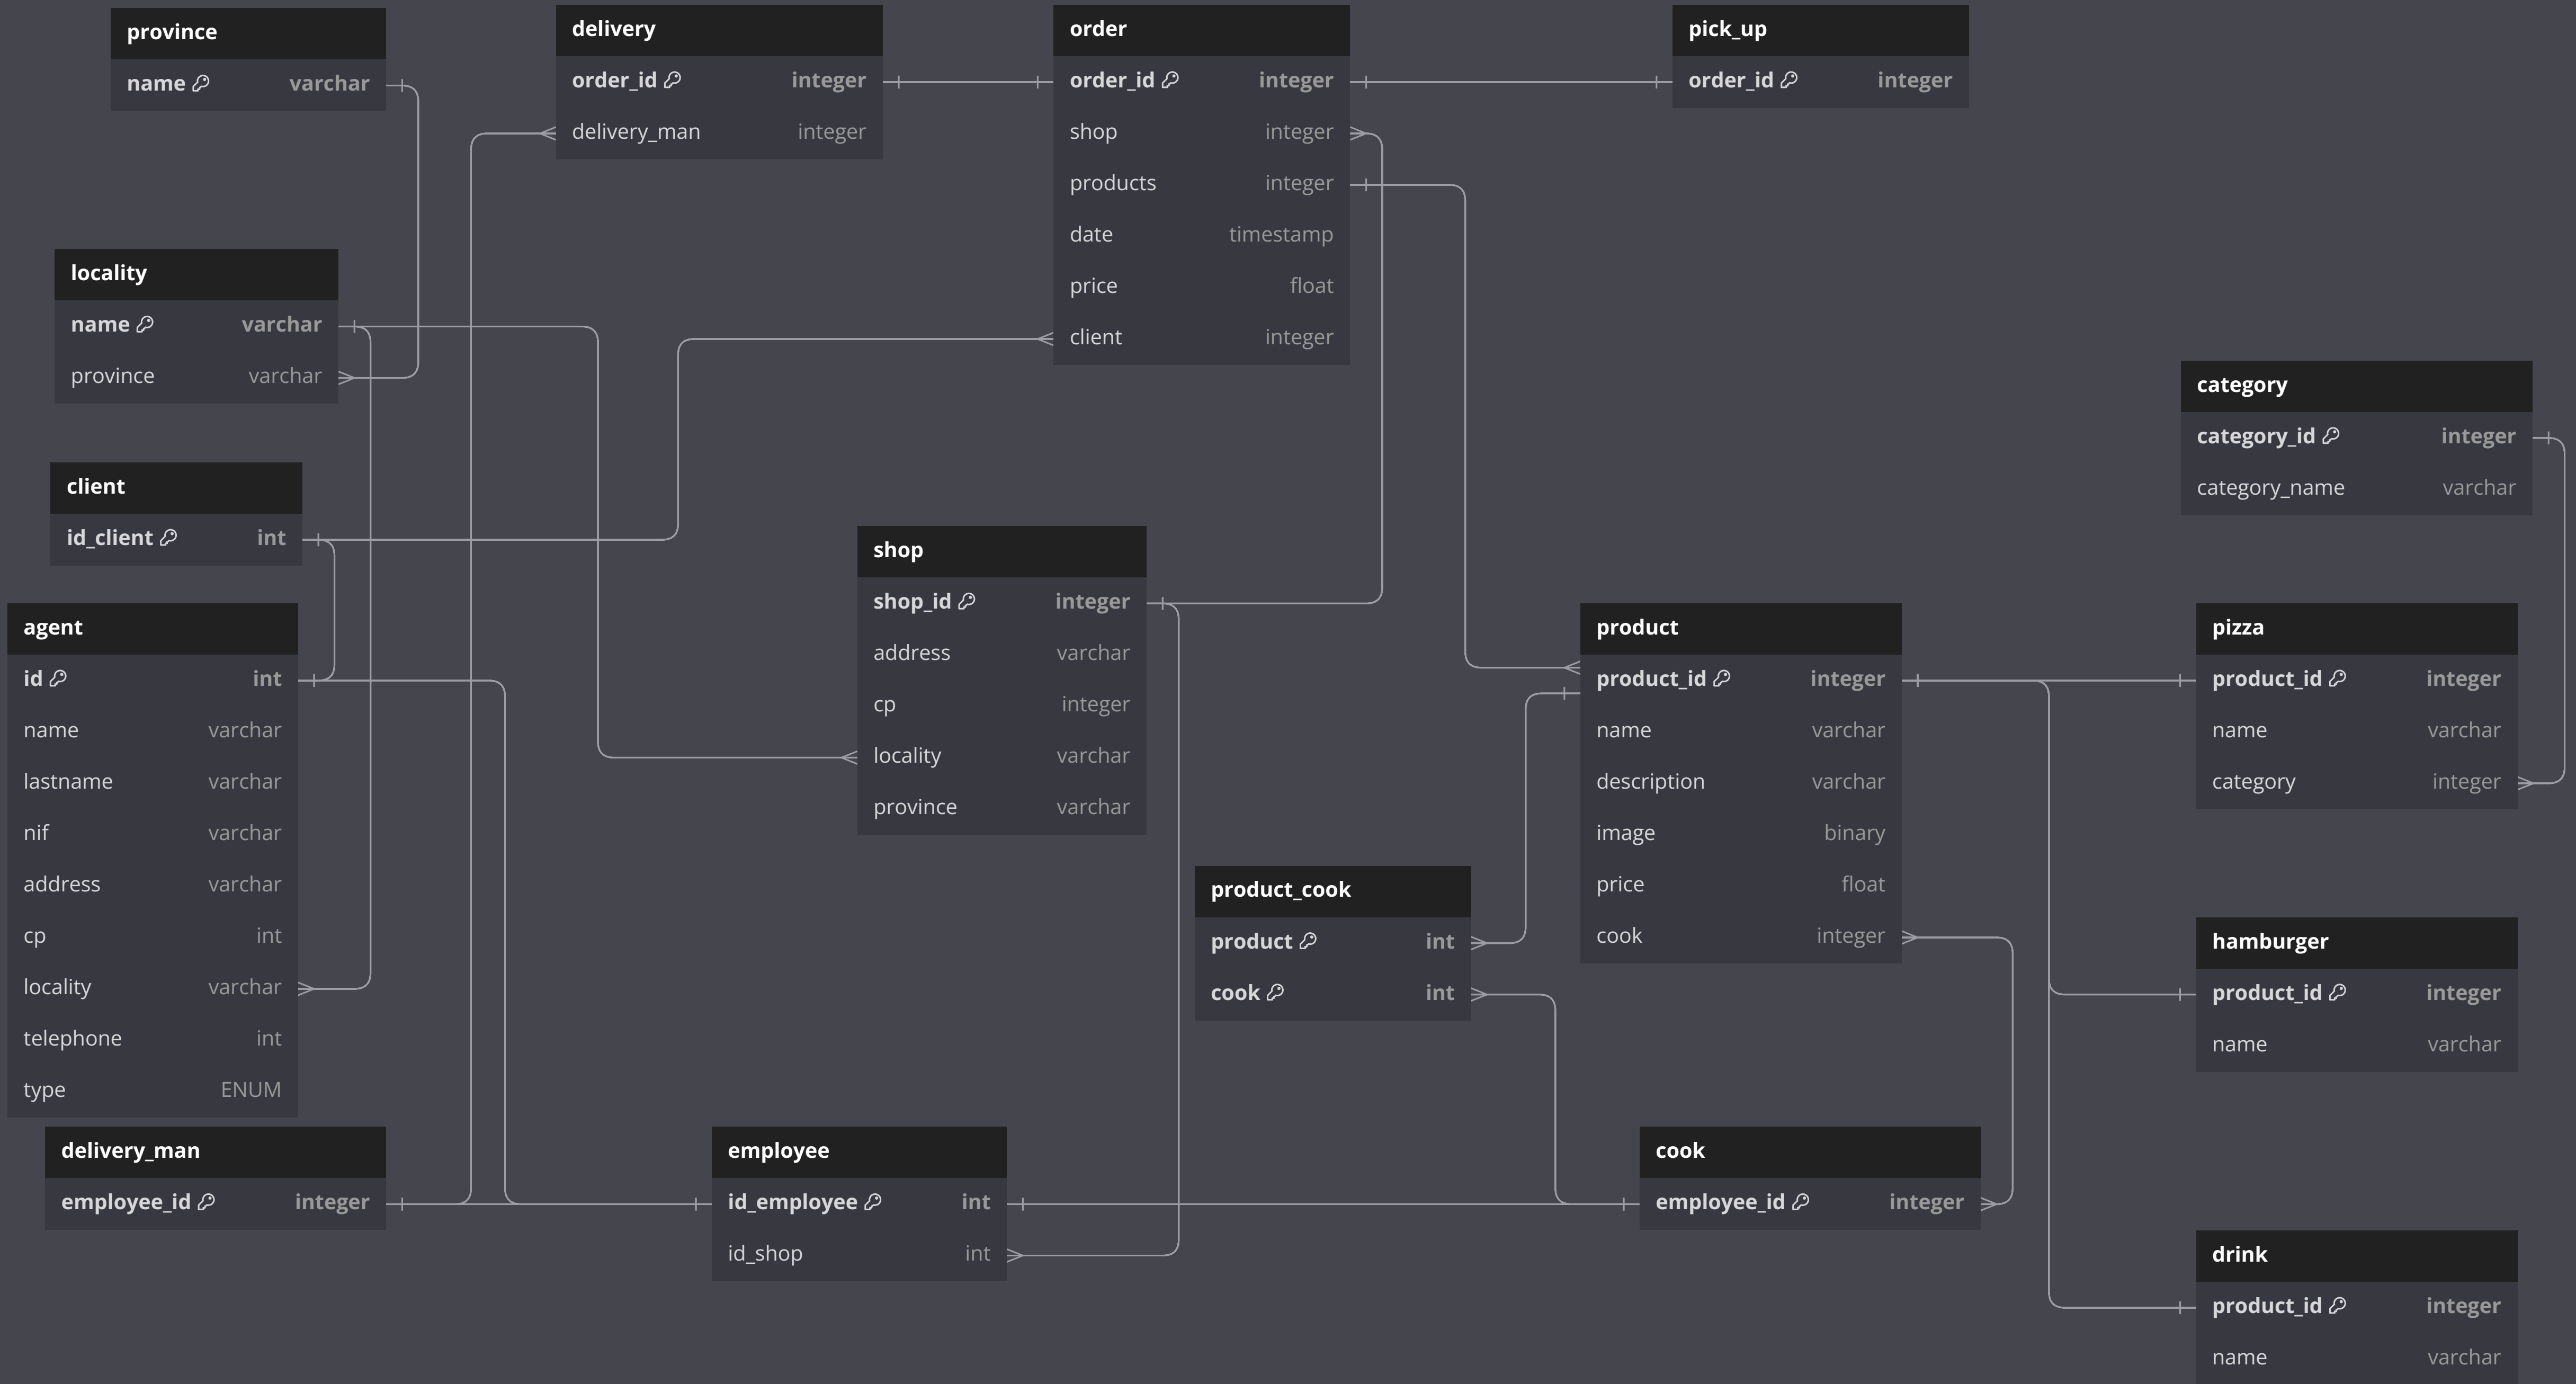 province
name varchar
delivery
order_id integer
delivery_man integer
order
order_id integer
shop integer
products integer
date timestamp
price float
client integer
pick_up
order_id integer
locality
name varchar
province varchar
category
category_id integer
category_name varchar
client
id_client int
agent
id int
name varchar
lastname varchar
nif varchar
address varchar
cp int
locality varchar
telephone int
type ENUM
shop
shop_id integer
address varchar
cp integer
locality varchar
province varchar
product
product_id integer
name varchar
description varchar
image binary
price float
cook integer
pizza
product_id integer
name varchar
category integer
product_cook
product int
cook int
hamburger
product_id integer
name varchar
delivery_man
employee_id integer
employee
id_employee int
id_shop int
cook
employee_id integer
drink
product_id integer
name varchar